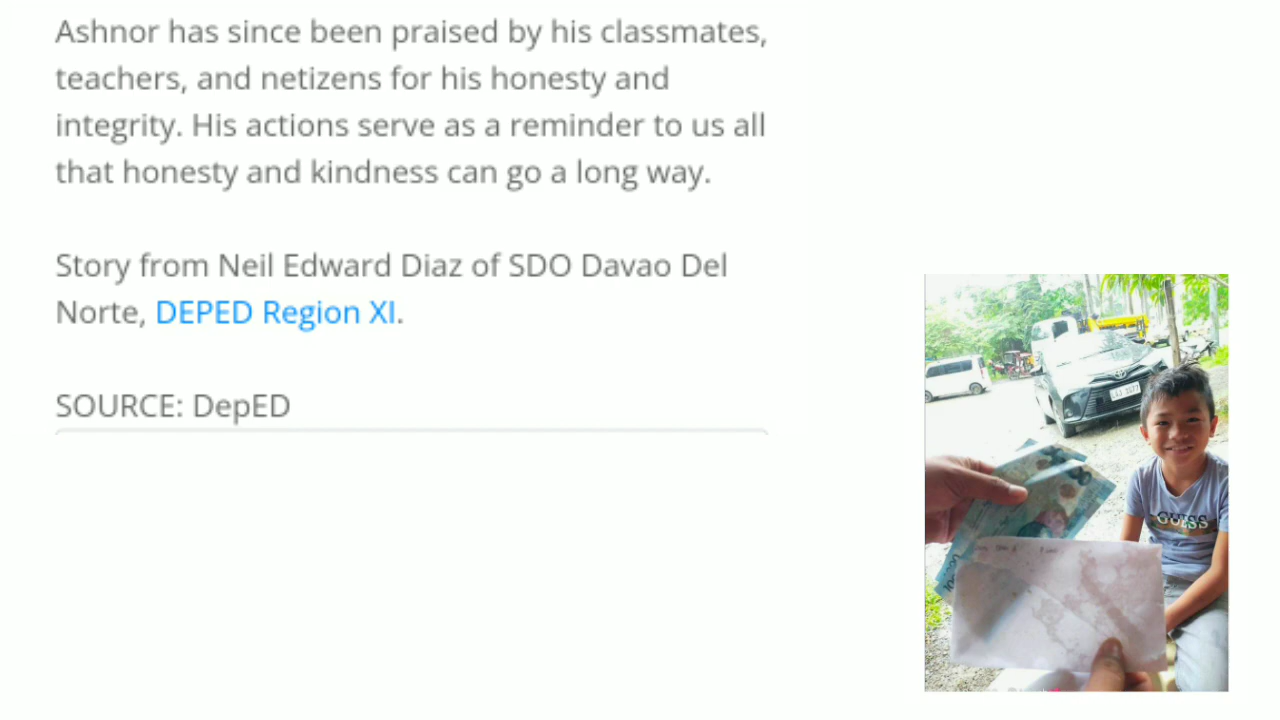 Ashnor has since been praised by his classmates,
teachers, and netizens for his honesty and
integrity. His actions serve as a reminder to us all
that honesty and kindness can go a long way.
Story from Neil Edward Diaz of SDO Davao Del
Norte, DEPED Region XI.
SOURCE: DepED
GUESS